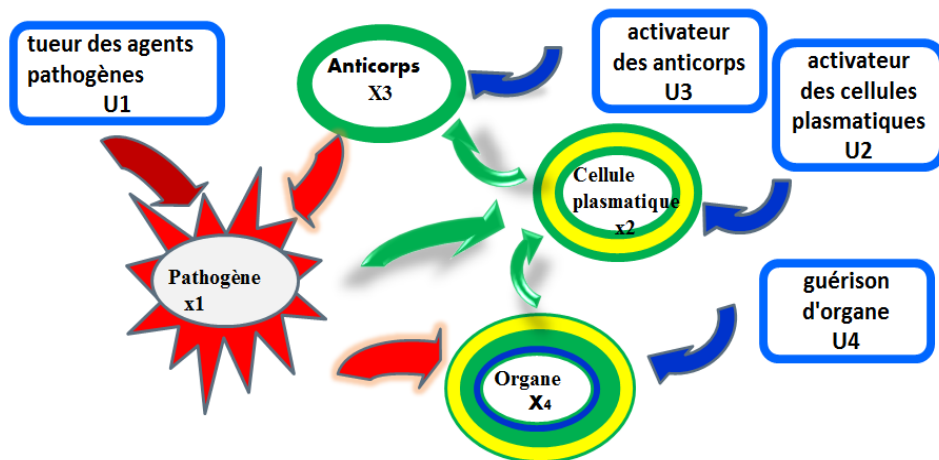 tueur des agents
pathogènes
U1
Anticorps
X3
activateur
des anticorps
U3
activateur
des cellules
plasmatiques
U2
Cellule
plasmatique
x2
Pathogène
x1
guérison
d'organe
U4
Organe
X4